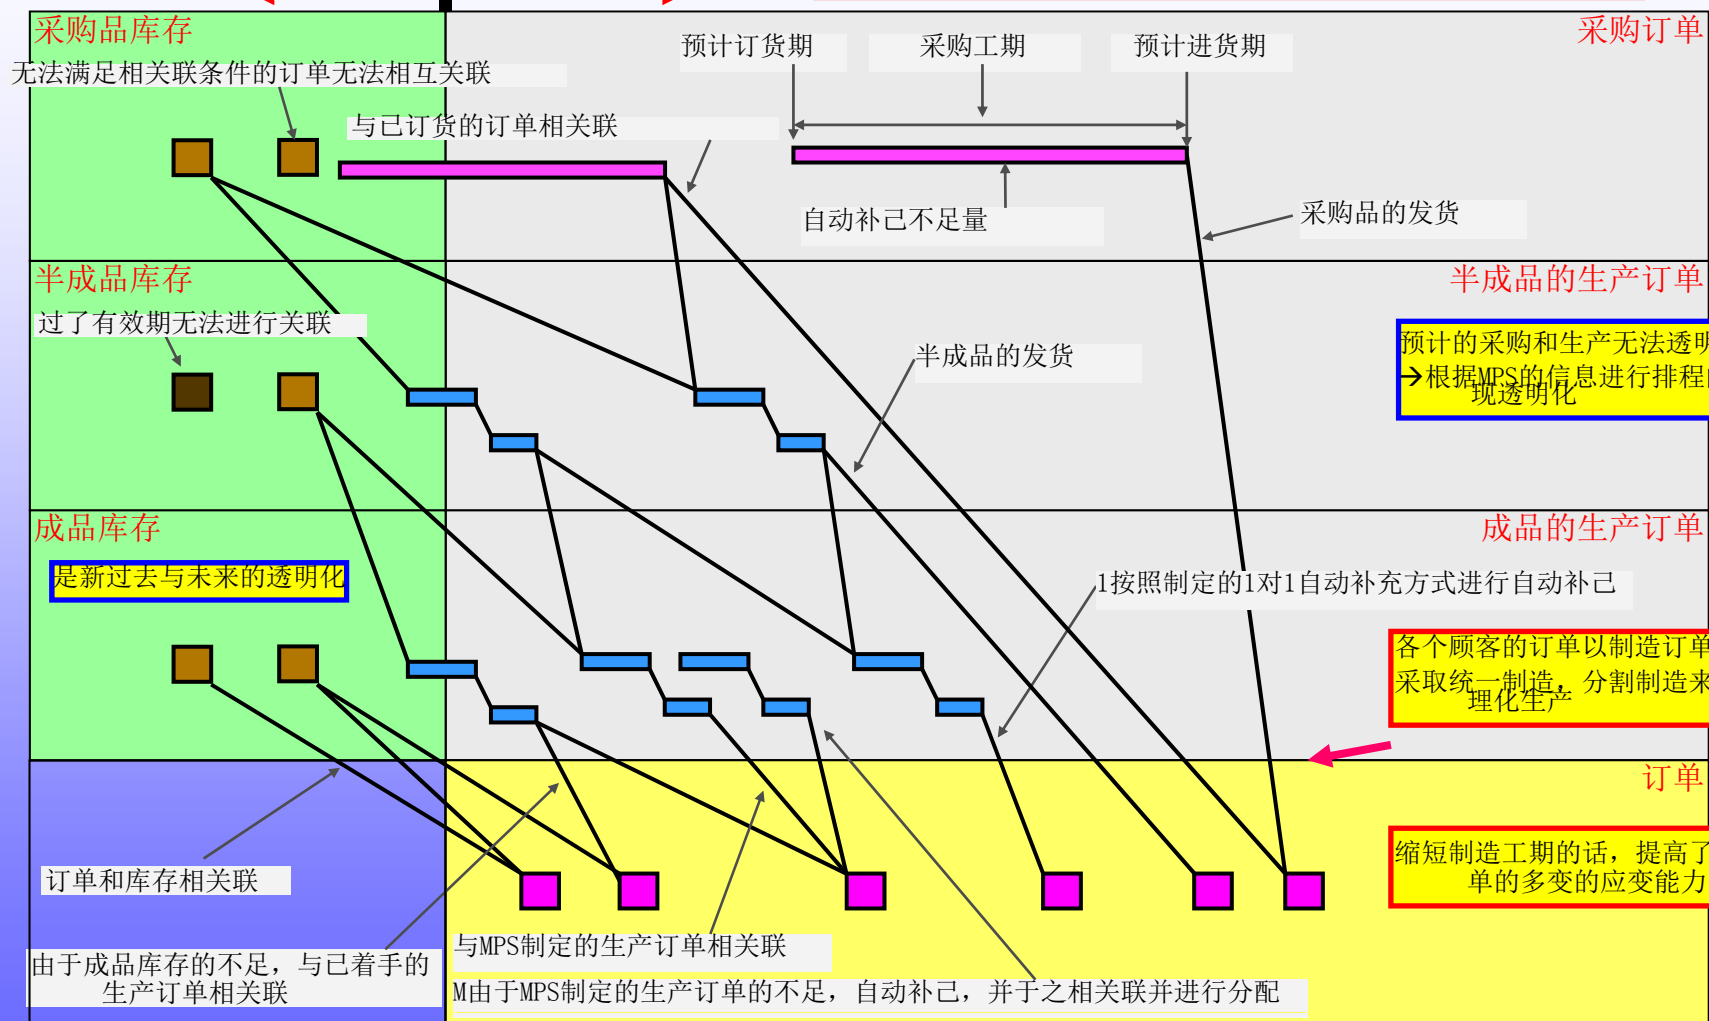 采购品库存
采购订单
预计订货期
采购工期
预计进货期
无法满足相关联条件的订单无法相互关联
与已订货的订单相关联
自动补己不足量
采购品的发货
半成品库存
半成品的生产订单
过了有效期无法进行关联
半成品的发货
预计的采购和生产无法透明
→根据MPS的信息进行排程
现透明化
成品库存
成品的生产订单
是新过去与未来的透明化
1按照制定的1对1自动补充方式进行自动补己
各个顾客的订单以制造订单
采取统一制造，分割制造来
埋化生产
订单
缩短制造工期的话，提高了
单的多变的应变能力
订单和库存相关联
与MPS制定的生产订单相关联
由于成品库存的不足，与已着手的
生产订单相关联
M由于MPS制定的生产订单的不足，自动补己，并于之相关联并进行分配